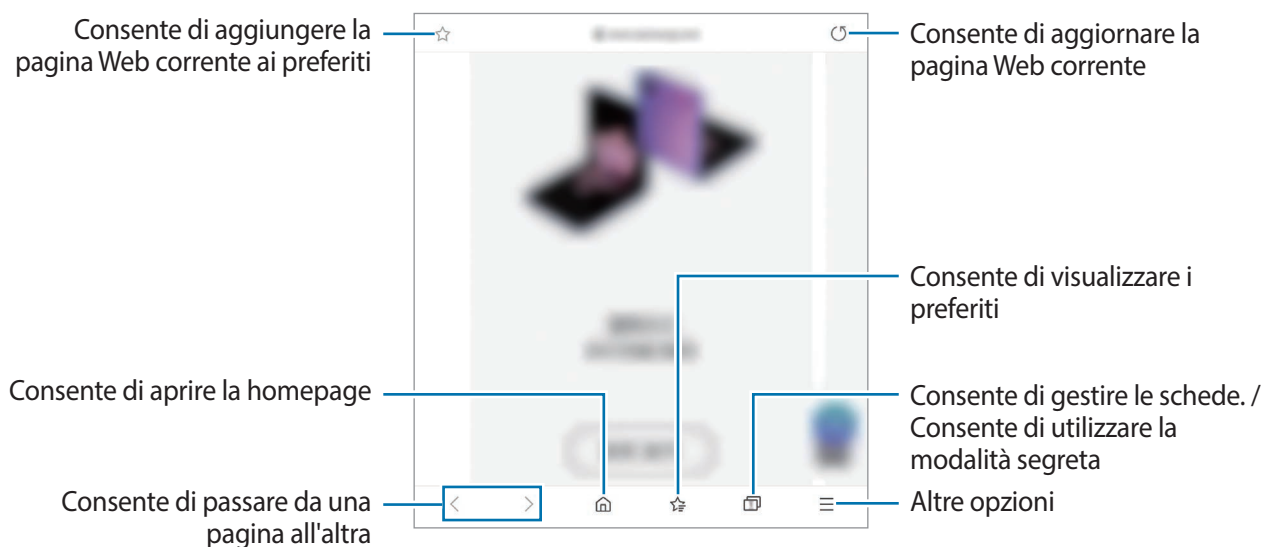 Consente di aggiungere la
pagina Web corrente ai preferiti
Consente di aggiornare la
pagina Web corrente
Consente di visualizzare i
preferiti
Consente di aprire la homepage
Consente di gestire le schede. /
Consente di utilizzare la
modalità segreta
Consente di passare da una
pagina all'altra
Altre opzioni